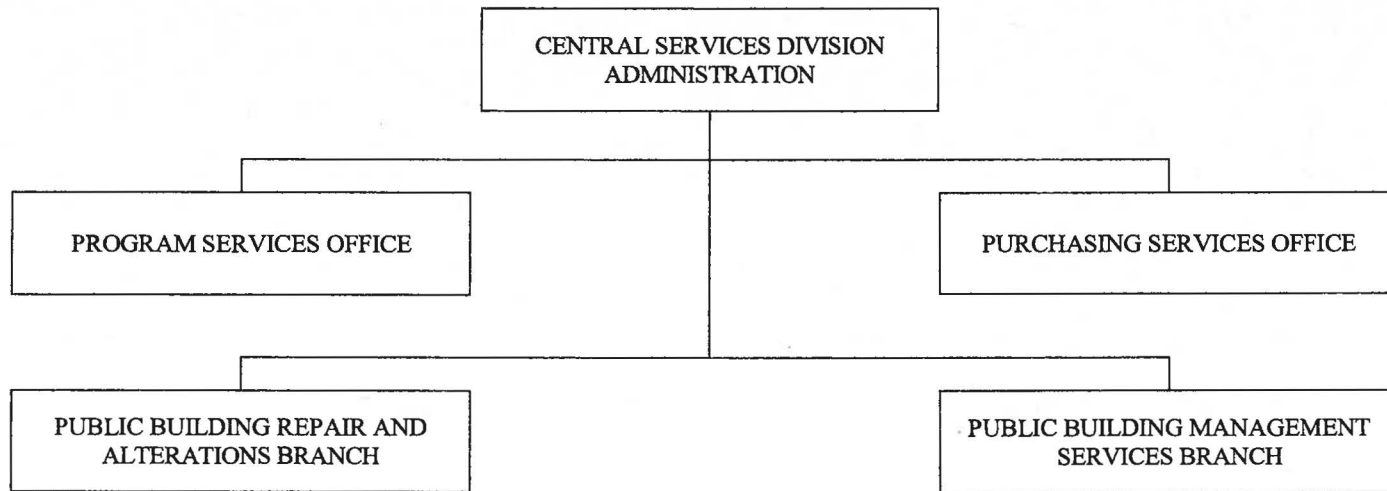 CENTRAL SERVICES DIVISION
ADMINISTRATION
PROGRAM SERVICES OFFICE
PURCHASING SERVICES OFFICE
PUBLIC BUILDING REPAIR AND
ALTERATIONS BRANCH
PUBLIC BUILDING MANAGEMENT
SERVICES BRANCH